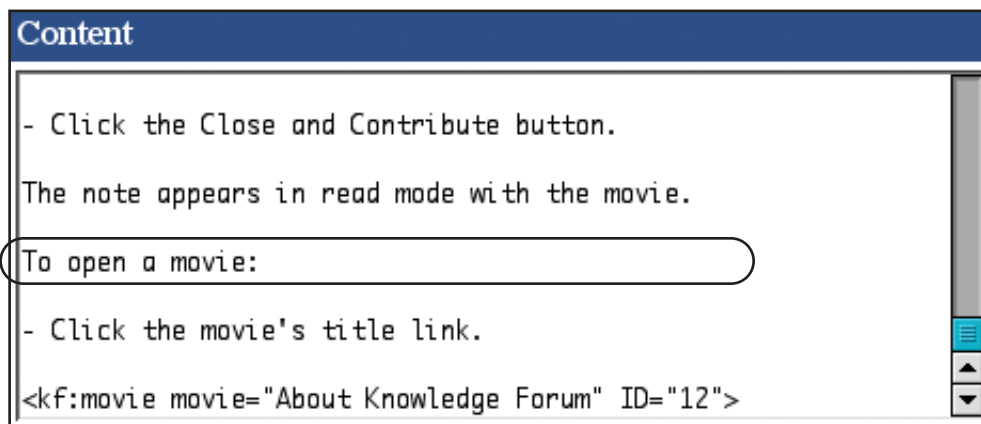 Content
- Click the Close and Contribute button.
The note appears in read mode with the movie.
To open a movie:
- Click the movie's title link.
<kf:movie movie="About Knowledge Forum" ID="12">